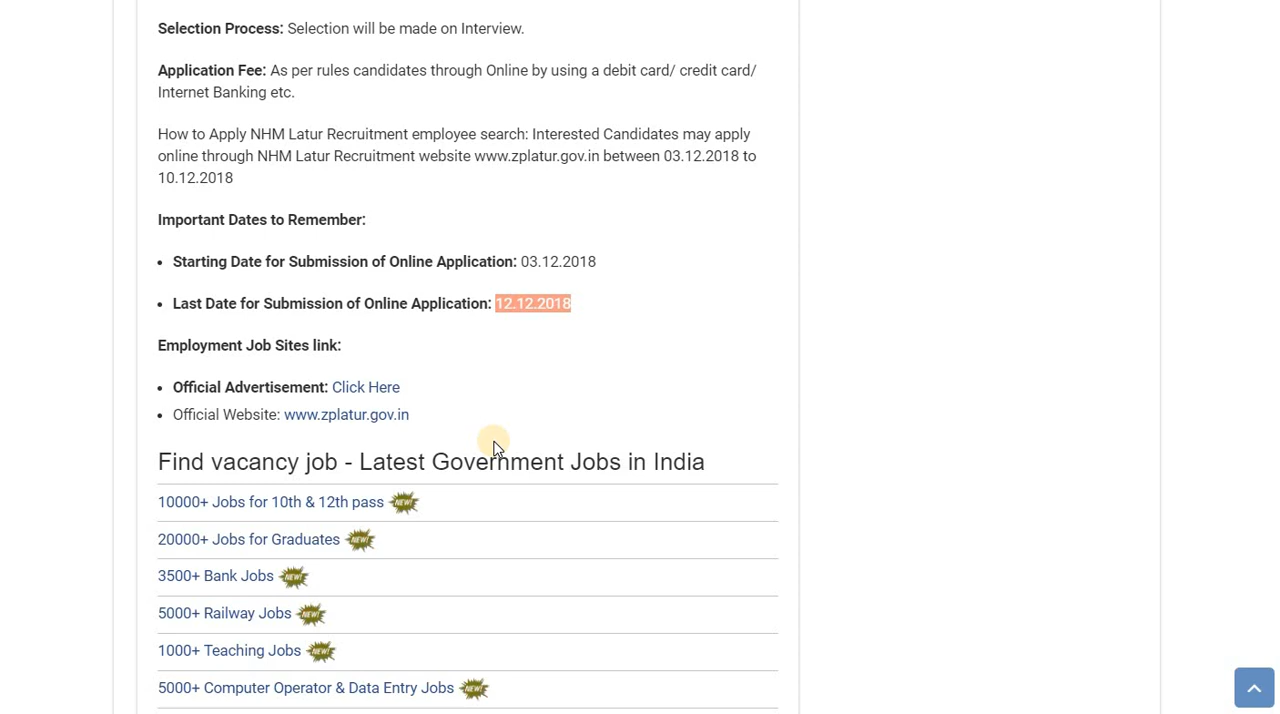 Selection Process: Selection will be made on Interview.
Application Fee: As per rules candidates through Online by using a debit card/ credit card/
Internet Banking etc.
How to Apply NHM Latur Recruitment employee search: Interested Candidates may apply
online through NHM Latur Recruitment website www.zplatur.gov.in between 03.12.2018 to
10.12.2018
Important Dates to Remember:
• Starting Date for Submission of Online Application: 03.12.2018
• Last Date for Submission of Online Application: 12.12.2018
Employment Job Sites link:
• Official Advertisement: Click Here
• Official Website: www.zplatur.gov.in
Find vacancy job - Latest Government Jobs in India
10000+ Jobs for 10th & 12th pass NEW!
20000+ Jobs for Graduates NEW!
3500+ Bank Jobs NEW!
5000+ Railway Jobs NEW!
1000+ Teaching Jobs NEW!
5000+ Computer Operator & Data Entry Jobs NEW!